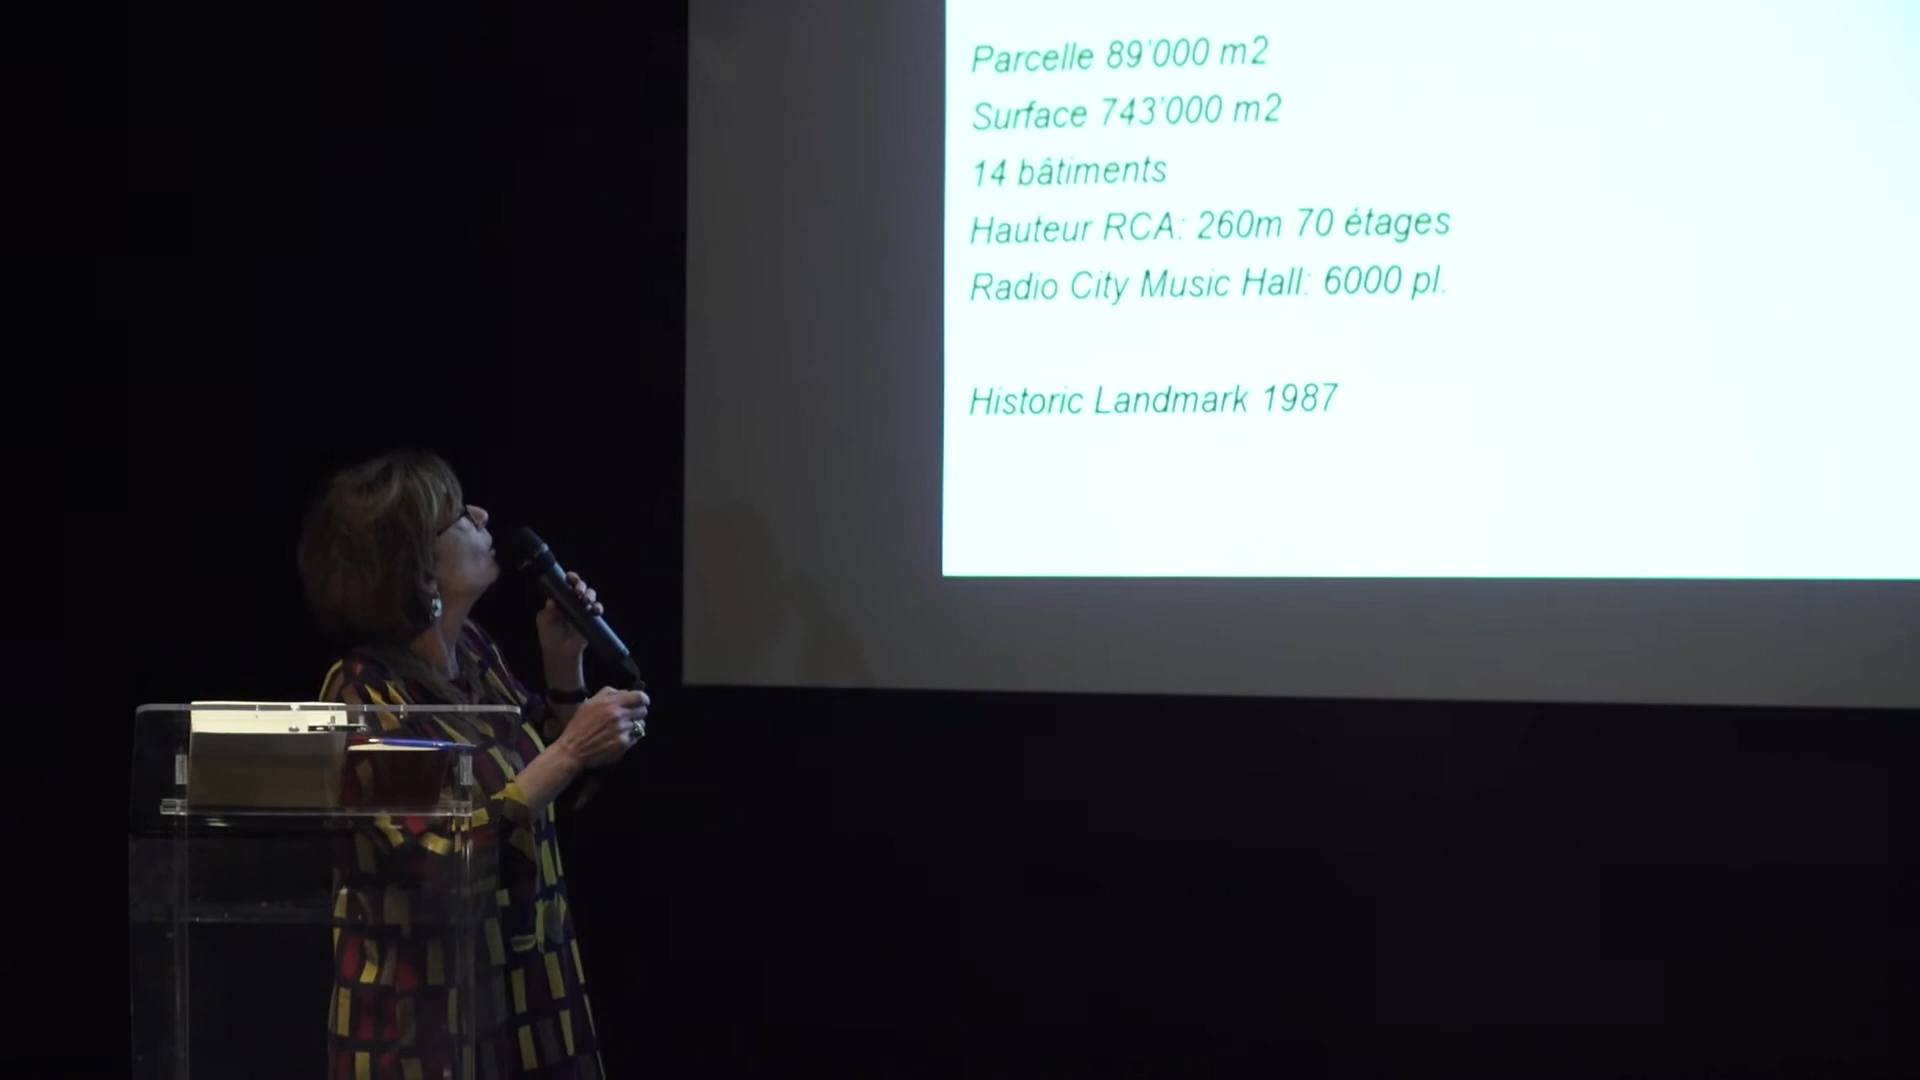 Parcelle 89'000 m2
Surface 743'000 m2
14 bâtiments
Hauteur RCA: 260m 70 étages
Radio City Music Hall: 6000 pl.
Historic Landmark 1987